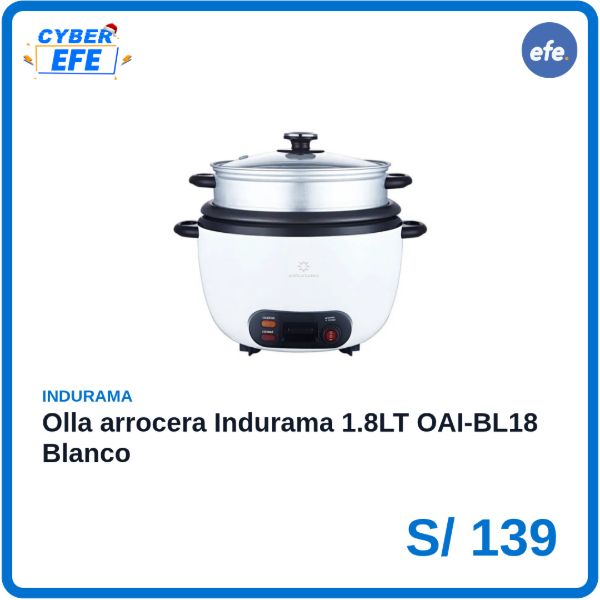 CYBER
EFE
efe.
INDURAMA
Olla arrocera Indurama 1.8LT OAI-BL18
Blanco
S/ 139